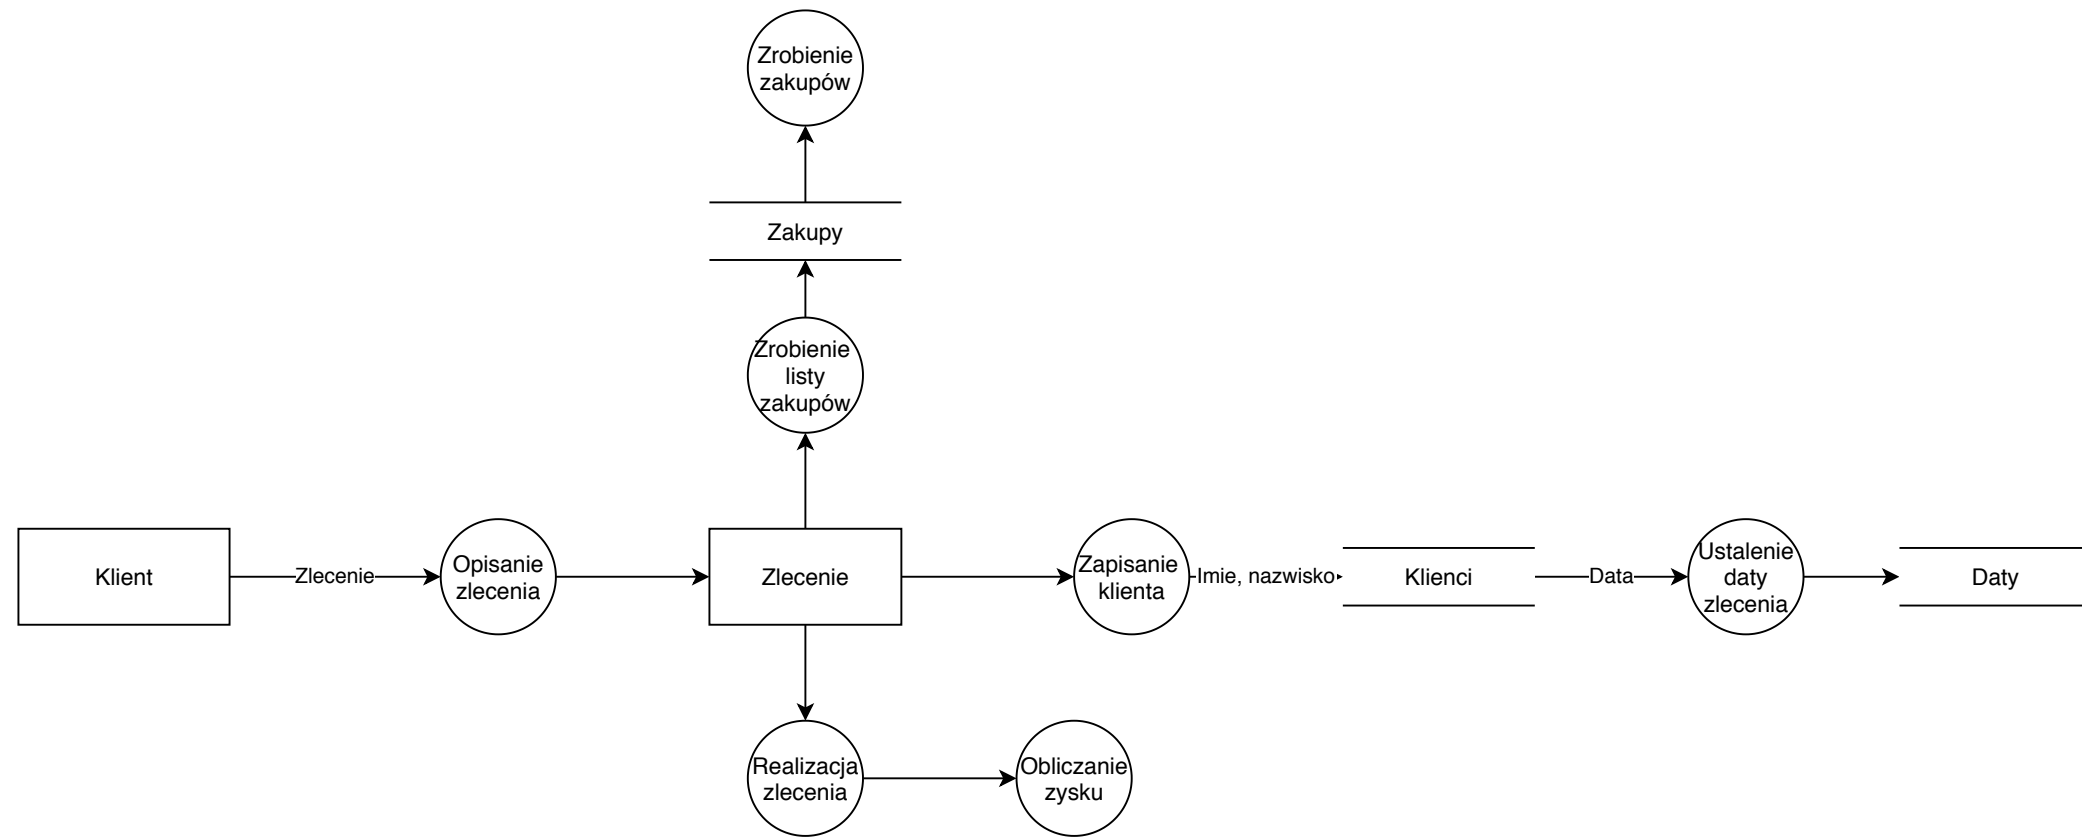 Zrobienie
zakupów
Zakupy
Zrobienie
listy
zakupów
Klient
Zlecenie
Opisanie
zlecenia
Zlecenie
Zapisanie
klienta
Imie, nazwisko
Klienci
Data
Ustalenie
daty
zlecenia
Daty
Realizacja
zlecenia
Obliczanie
zysku